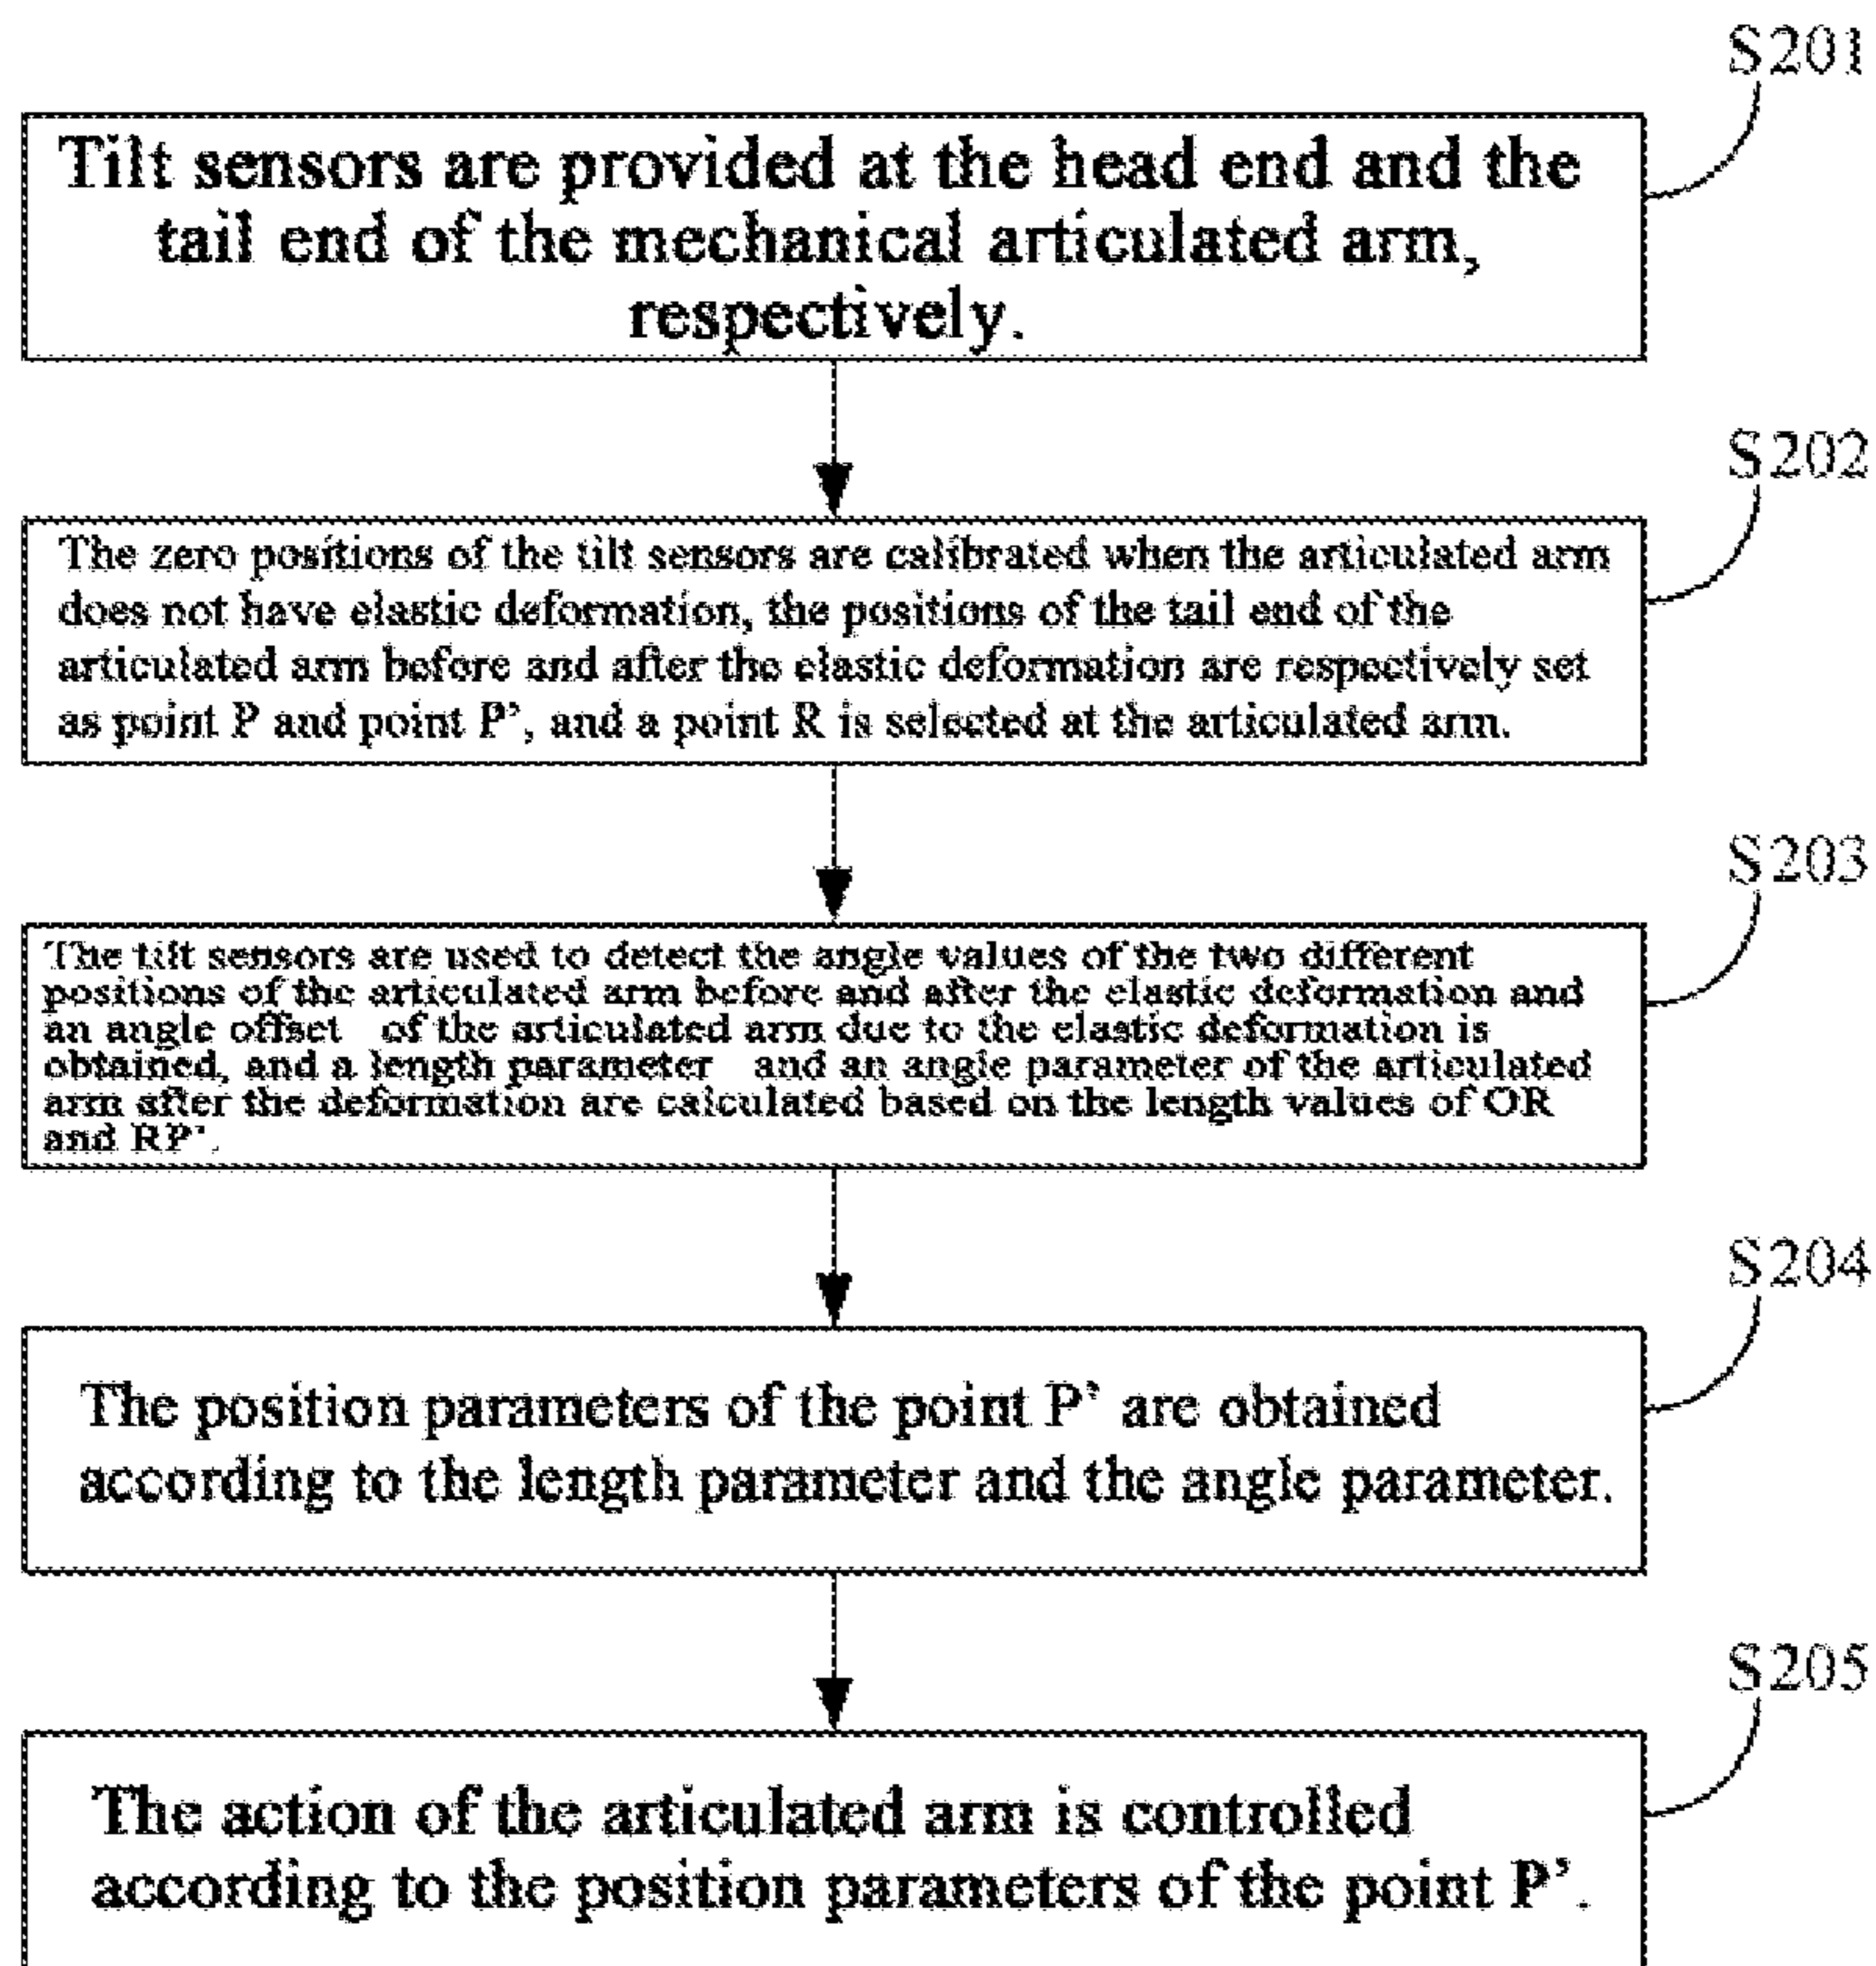 S201
Tilt sensors are provided at the head end and the
tail end of the mechanical articulated arm,
respectively.
S202
The zero positions of the tilt sensors are calibrated when the articulated arm
does not have elastic deformation, the positions of the tail end of the
articulated arm before and after the elastic deformation are respectively set
as point P and point P’, and a point R is selected at the articulated arm.
S203
The tilt sensors are used to detect the angle values of the two different
positions of the articulated arm before and after the elastic deformation and
an angle offset of the articulated arm due to the elastic deformation is
obtained, and a length parameter and an angle parameter of the articulated
arm after the deformation are calculated based on the length values of OR
and RP’.
S204
The position parameters of the point P’ are obtained
according to the length parameter and the angle parameter.
S205
The action of the articulated arm is controlled
according to the position parameters of the point P’.